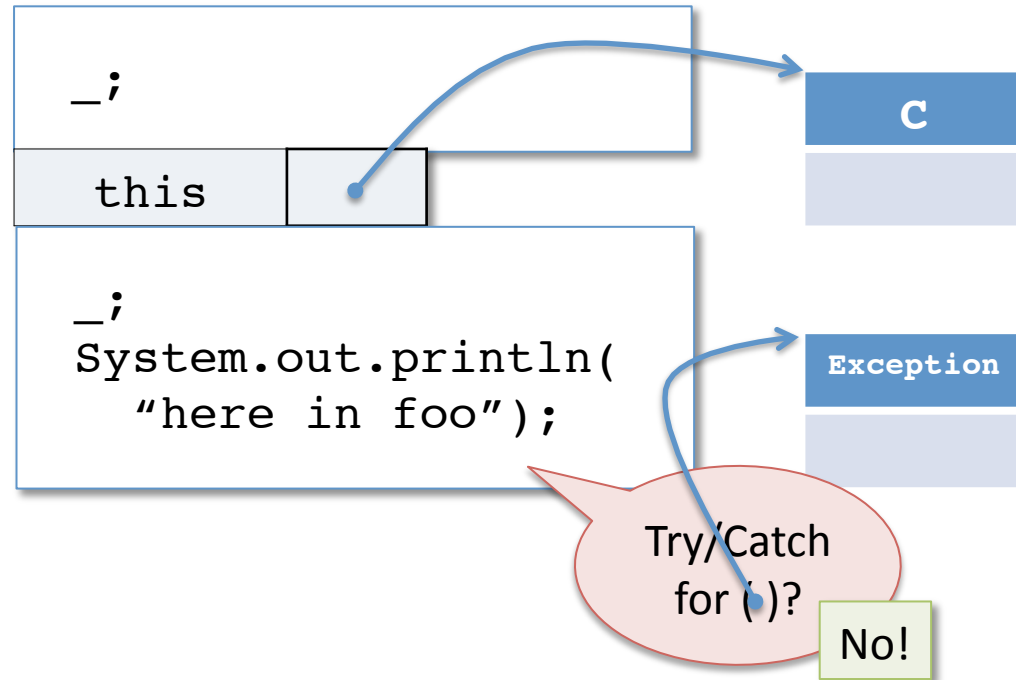 _;
C
this
_;
System.out.println(
“here in foo”);
Exception
Try/Catch
for ( )?
No!